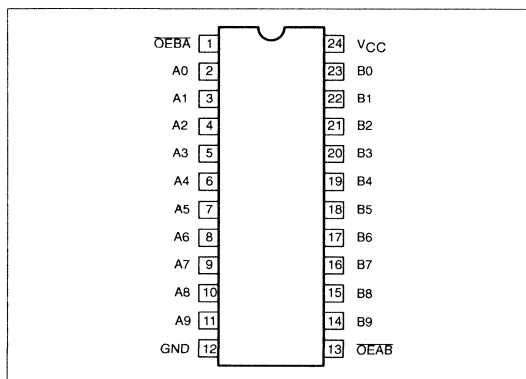 O̅E̅B̅A̅ 1 24 VCC
A0 2 23 B0
A1 3 22 B1
A2 4 21 B2
A3 5 20 B3
A4 6 19 B4
A5 7 18 B5
A6 8 17 B6
A7 9 16 B7
A8 10 15 B8
A9 11 14 B9
GND 12 13 O̅E̅A̅B̅